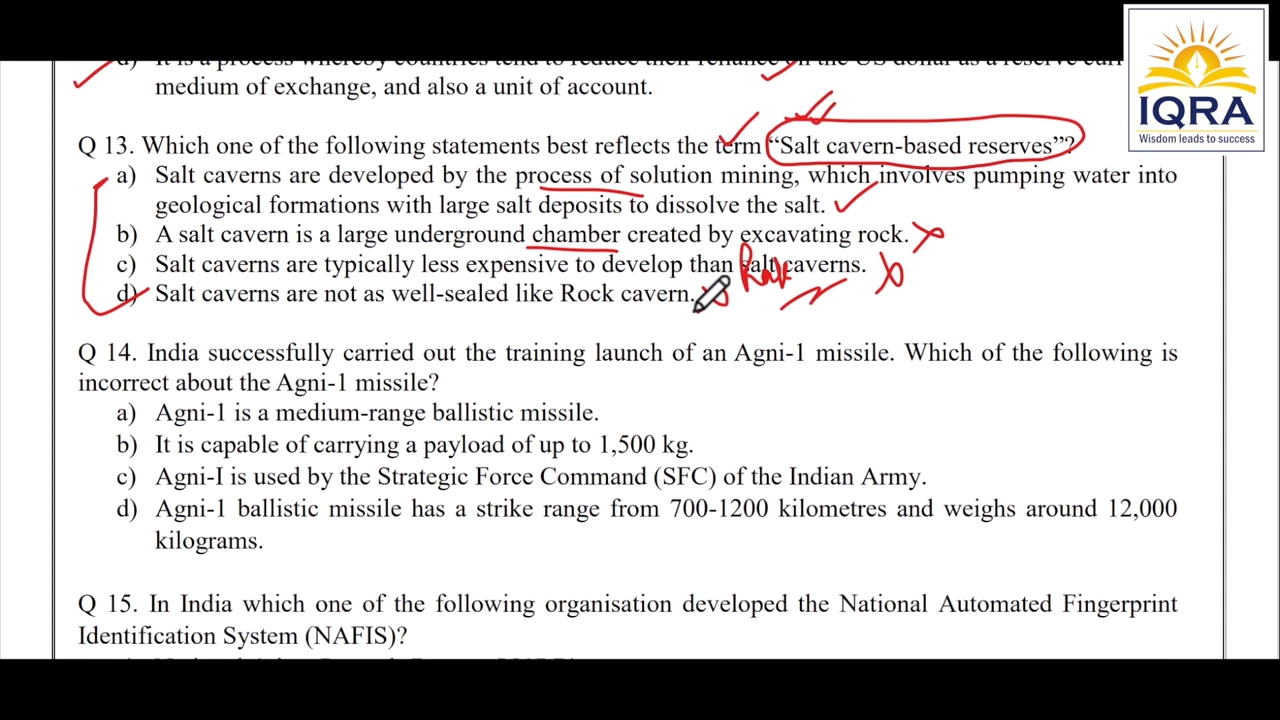 medium of exchange, and also a unit of account.
IQRA
Wisdom leads to success
Q 13. Which one of the following statements best reflects the term “Salt cavern-based reserves”?
a) Salt caverns are developed by the process of solution mining, which involves pumping water into
geological formations with large salt deposits to dissolve the salt.
b) A salt cavern is a large underground chamber created by excavating rock.
c) Salt caverns are typically less expensive to develop than salt caverns.
d) Salt caverns are not as well-sealed like Rock cavern.
Q 14. India successfully carried out the training launch of an Agni-1 missile. Which of the following is
incorrect about the Agni-1 missile?
a) Agni-1 is a medium-range ballistic missile.
b) It is capable of carrying a payload of up to 1,500 kg.
c) Agni-I is used by the Strategic Force Command (SFC) of the Indian Army.
d) Agni-1 ballistic missile has a strike range from 700-1200 kilometres and weighs around 12,000
kilograms.
Q 15. In India which one of the following organisation developed the National Automated Fingerprint
Identification System (NAFIS)?